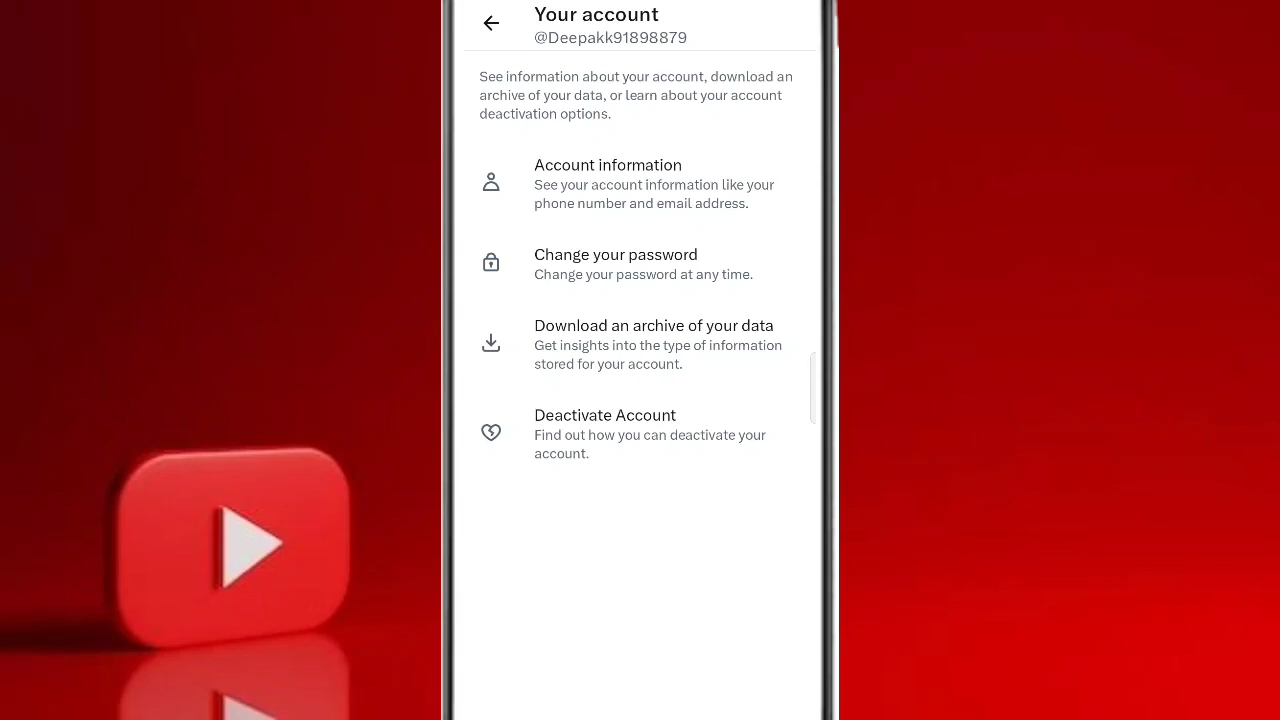 Your account
@Deepakk91898879
See information about your account, download an
archive of your data, or learn about your account
deactivation options.
Account information
See your account information like your
phone number and email address.
Change your password
Change your password at any time.
Download an archive of your data
Get insights into the type of information
stored for your account.
Deactivate Account
Find out how you can deactivate your
account.